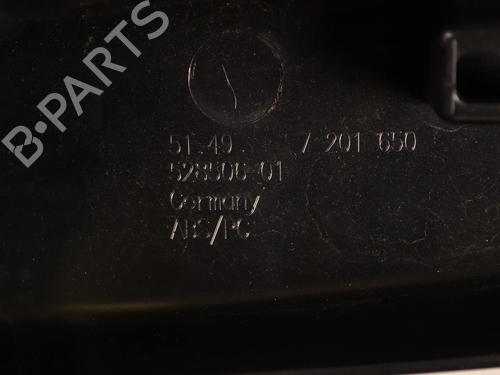 B-PARTS
51.49 7 201 650
528506-01
Germany
ABS/PC